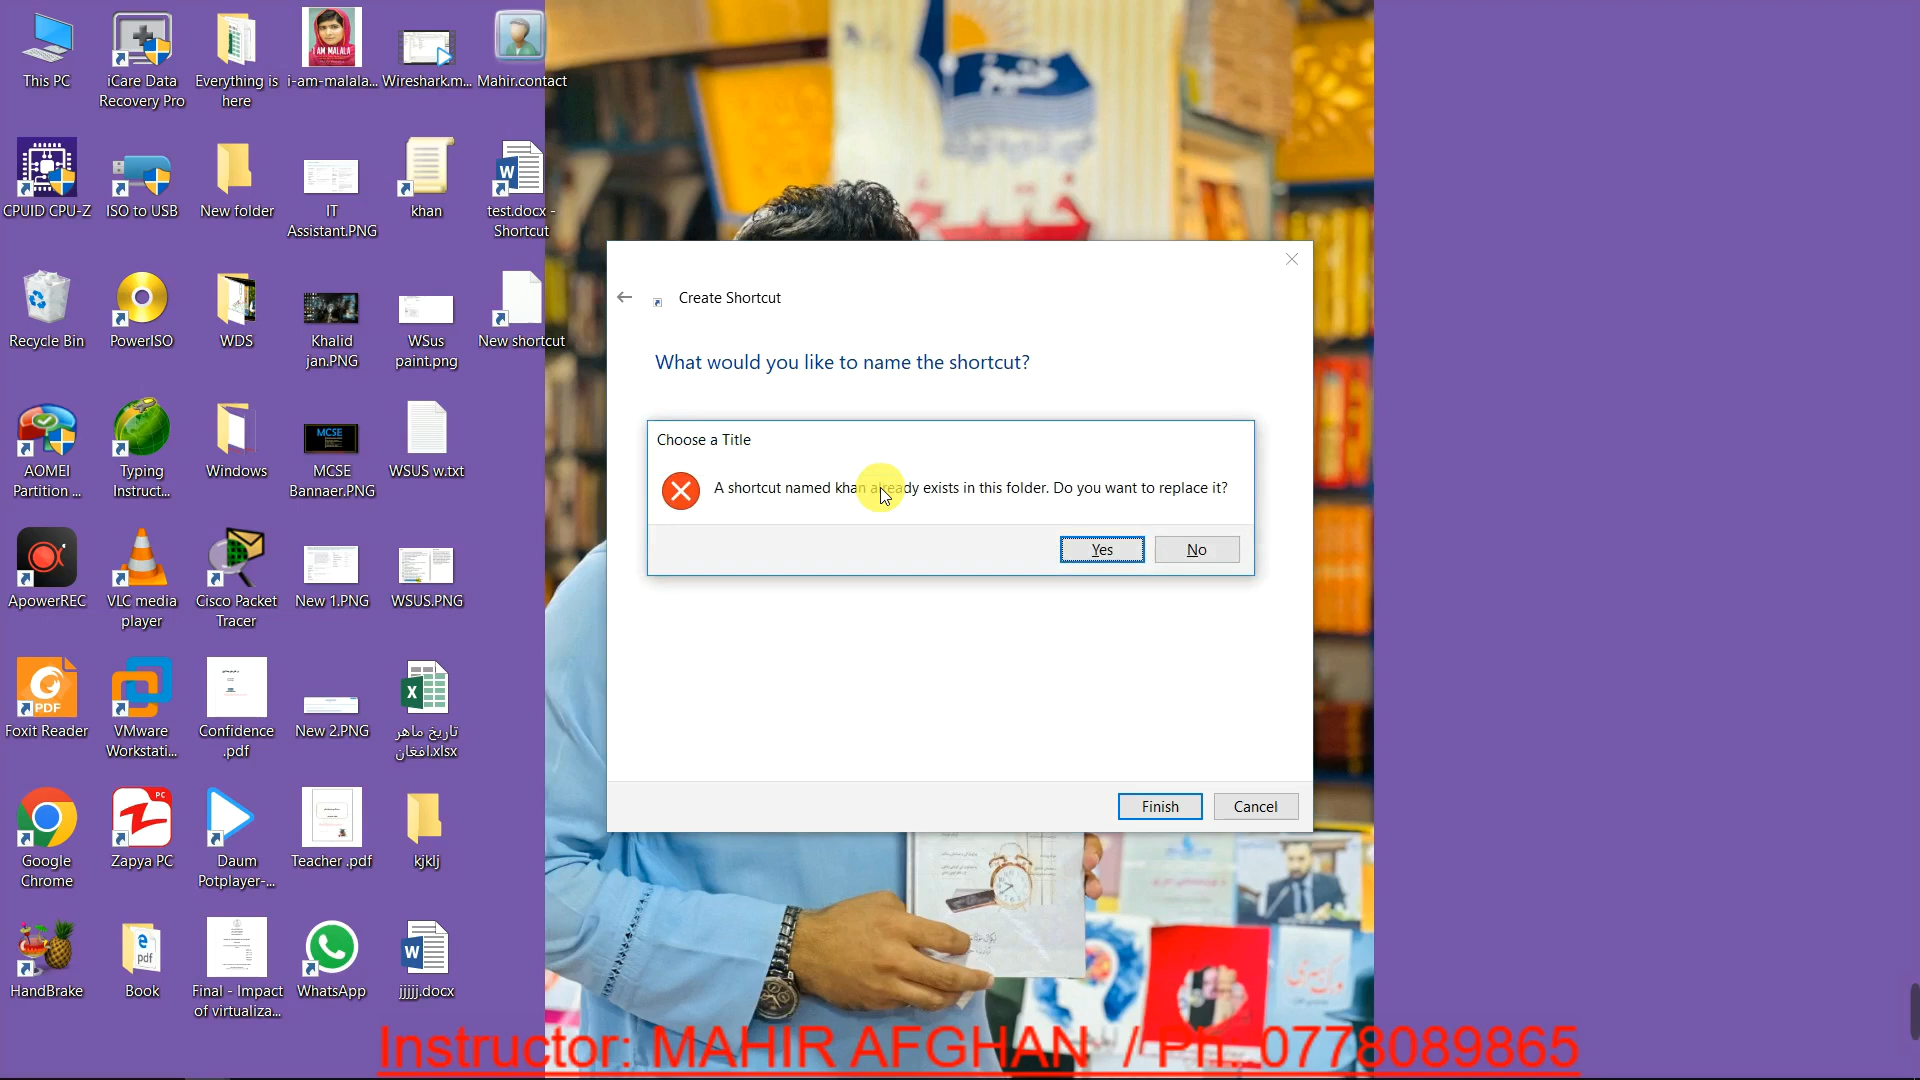 This PC
iCare Data
Recovery Pro
Everything is
here
i-am-malala...
Wireshark.m...
Mahir.contact
I AM MALALA
CPUID CPU-Z
ISO to USB
New folder
IT
Assistant.PNG
khan
test.docx -
Shortcut
Recycle Bin
PowerISO
WDS
Khalid
jan.PNG
WSus
paint.png
New shortcut
AOMEI
Partition ...
Typing
Instruct...
Windows
MCSE
MCSE
Bannaer.PNG
WSUS w.txt
ApowerREC
VLC media
player
Cisco Packet
Tracer
New 1.PNG
WSUS.PNG
PDF
Foxit Reader
VMware
Workstati...
Confidence
.pdf
New 2.PNG
تاریخ ماهر
افغان.xlsx
PC
Google
Chrome
Zapya PC
Daum
Potplayer-...
Teacher .pdf
kjklj
pdf
HandBrake
Book
Final - Impact
of virtualiza...
WhatsApp
jjjjj.docx
Create Shortcut
What would you like to name the shortcut?
Choose a Title
A shortcut named khan already exists in this folder. Do you want to replace it?
Yes
No
Finish
Cancel
Instructor: MAHIR AFGHAN / Ph: 0778089865